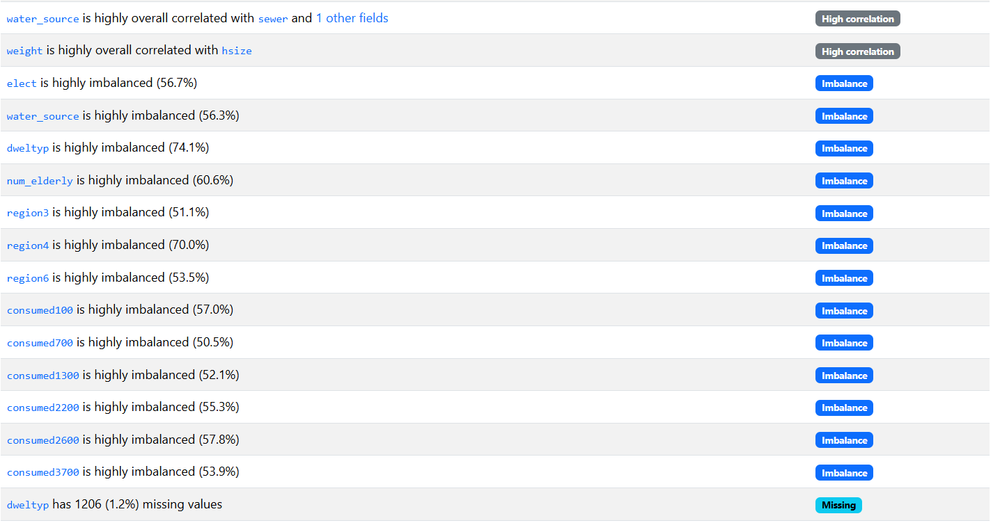 water_source is highly overall correlated with sewer and 1 other fields High correlation
weight is highly overall correlated with hsize High correlation
elect is highly imbalanced (56.7%) Imbalance
water_source is highly imbalanced (56.3%) Imbalance
dweltyp is highly imbalanced (74.1%) Imbalance
num_elderly is highly imbalanced (60.6%) Imbalance
region3 is highly imbalanced (51.1%) Imbalance
region4 is highly imbalanced (70.0%) Imbalance
region6 is highly imbalanced (53.5%) Imbalance
consumed100 is highly imbalanced (57.0%) Imbalance
consumed700 is highly imbalanced (50.5%) Imbalance
consumed1300 is highly imbalanced (52.1%) Imbalance
consumed2200 is highly imbalanced (55.3%) Imbalance
consumed2600 is highly imbalanced (57.8%) Imbalance
consumed3700 is highly imbalanced (53.9%) Imbalance
dweltyp has 1206 (1.2%) missing values Missing